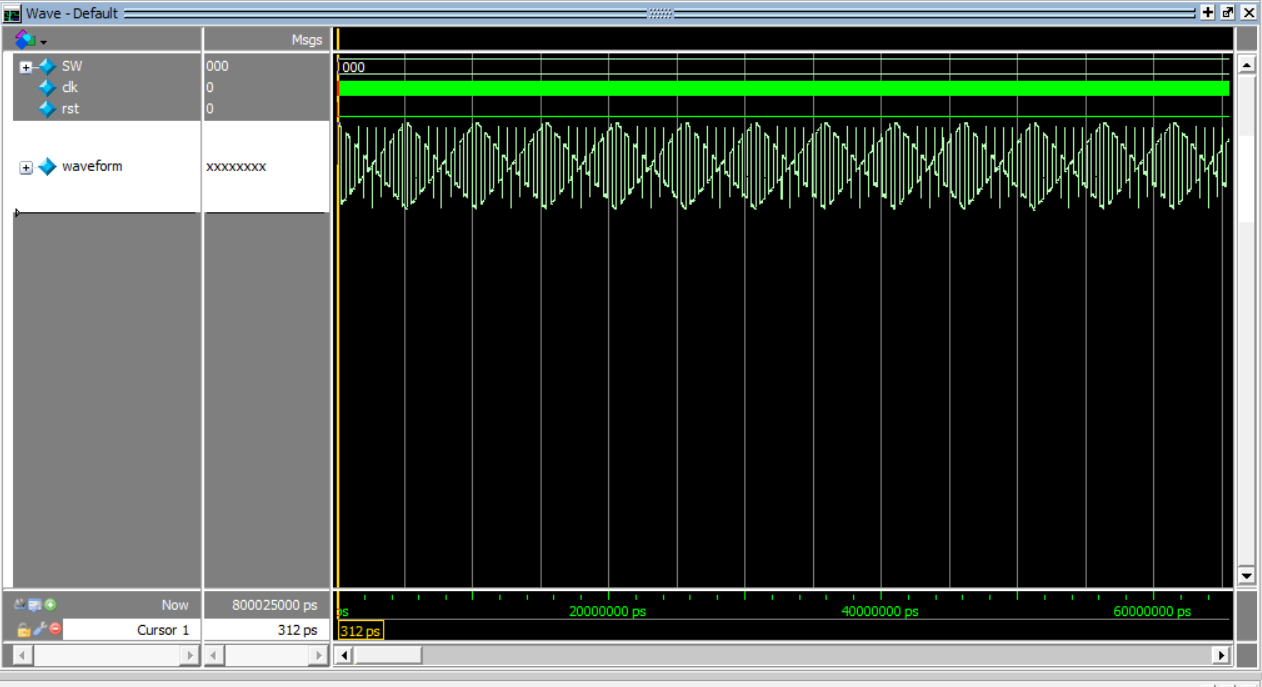 Wave - Default
Msgs
SW 000 000
clk 0
rst 0
waveform xxxxxxxx
Now 800025000 ps ps 20000000 ps 40000000 ps 60000000 ps
Cursor 1 312 ps 312 ps